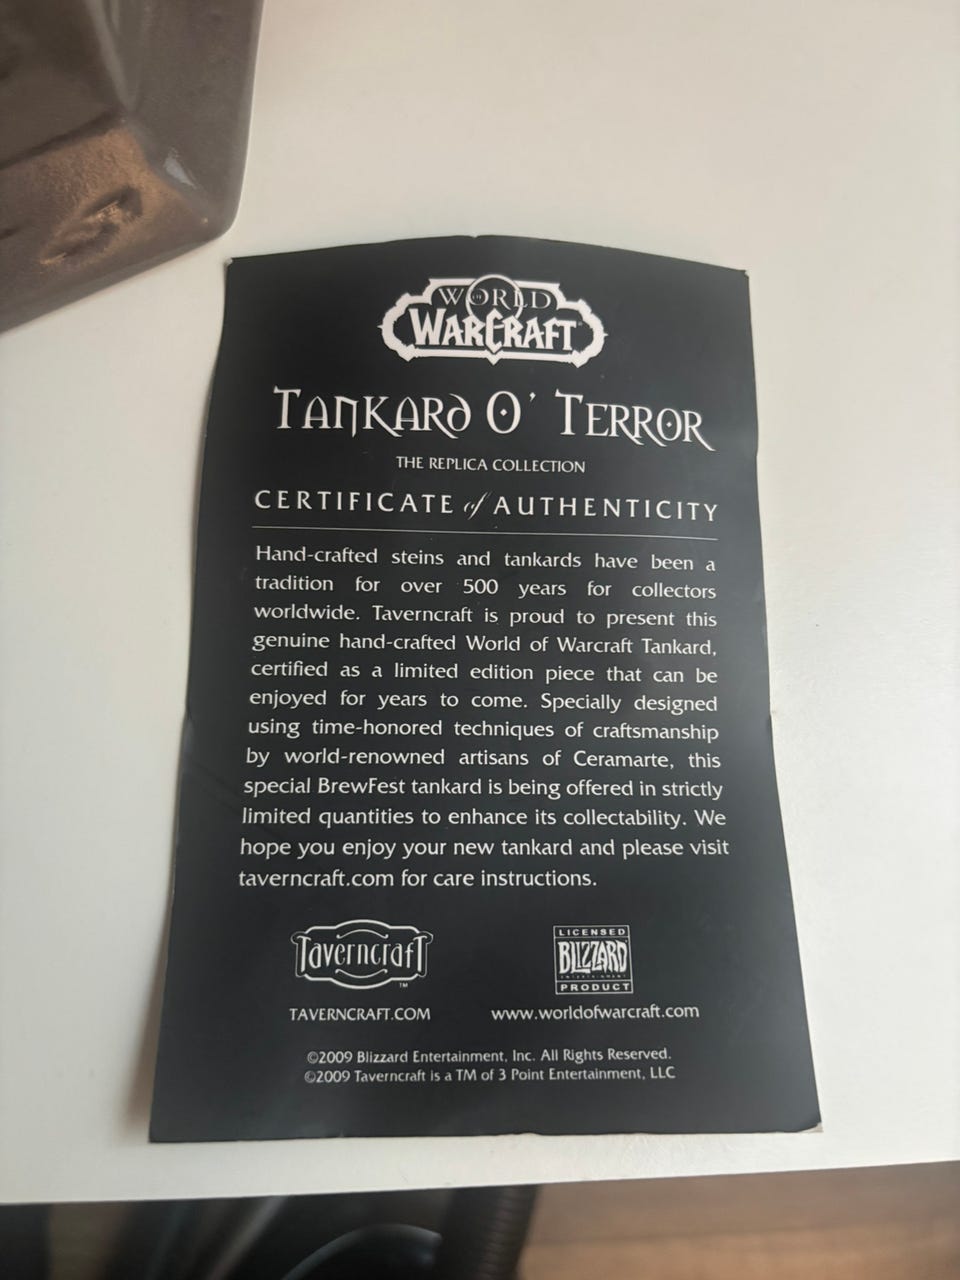 WORLD
OF
WARCRAFT
TANKARD O' TERROR
THE REPLICA COLLECTION
CERTIFICATE of AUTHENTICITY
Hand-crafted steins and tankards have been a
tradition for over 500 years for collectors
worldwide. Taverncraft is proud to present this
genuine hand-crafted World of Warcraft Tankard,
certified as a limited edition piece that can be
enjoyed for years to come. Specially designed
using time-honored techniques of craftsmanship
by world-renowned artisans of Ceramarte, this
special BrewFest tankard is being offered in strictly
limited quantities to enhance its collectability. We
hope you enjoy your new tankard and please visit
taverncraft.com for care instructions.
Taverncraft™
TAVERNCRAFT.COM
LICENSED
BLIZZARD
ENTERTAINMENT
PRODUCT
www.worldofwarcraft.com
©2009 Blizzard Entertainment, Inc. All Rights Reserved.
©2009 Taverncraft is a TM of 3 Point Entertainment, LLC